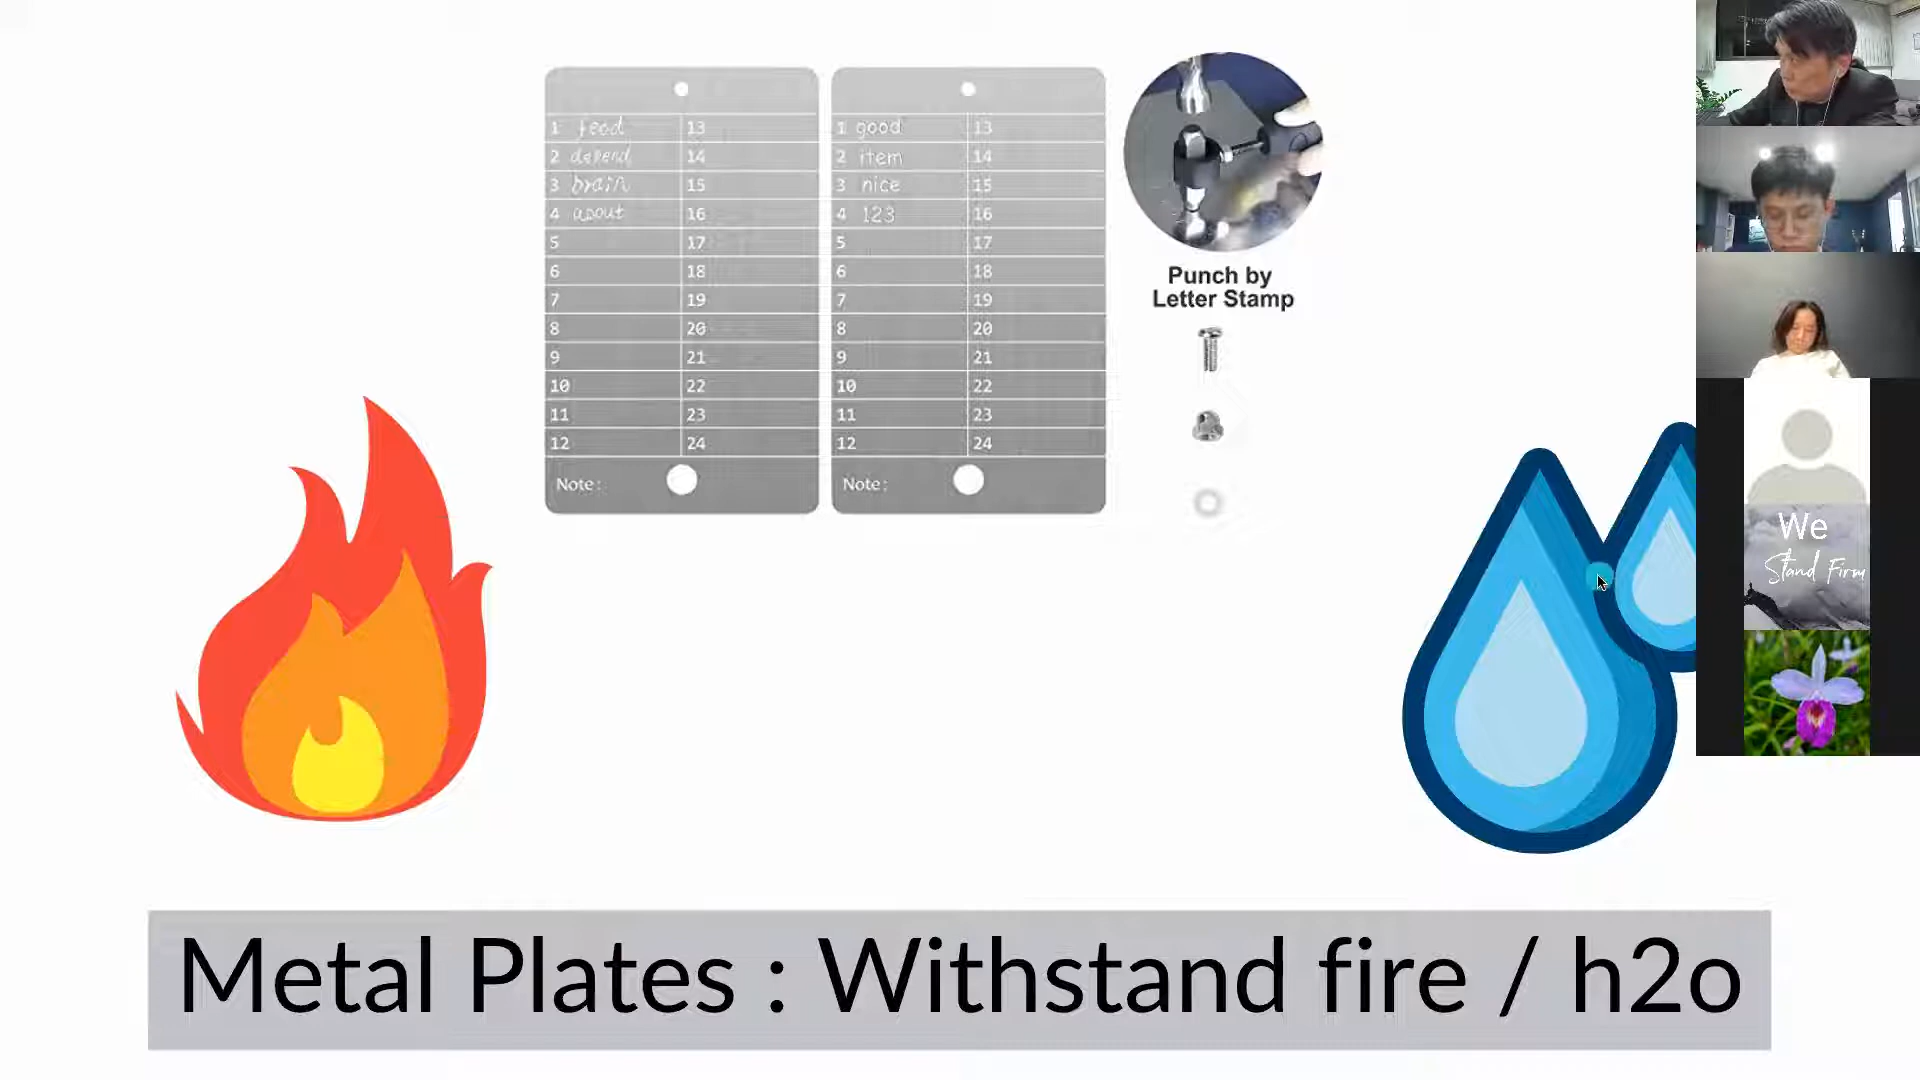 1 feed 13
2 depend 14
3 brain 15
4 about 16
5 17
6 18
7 19
8 20
9 21
10 22
11 23
12 24
Note:
1 good 13
2 item 14
3 nice 15
4 123 16
5 17
6 18
7 19
8 20
9 21
10 22
11 23
12 24
Note:
Punch by
Letter Stamp
We
Stand Firm
Metal Plates : Withstand fire / h2o